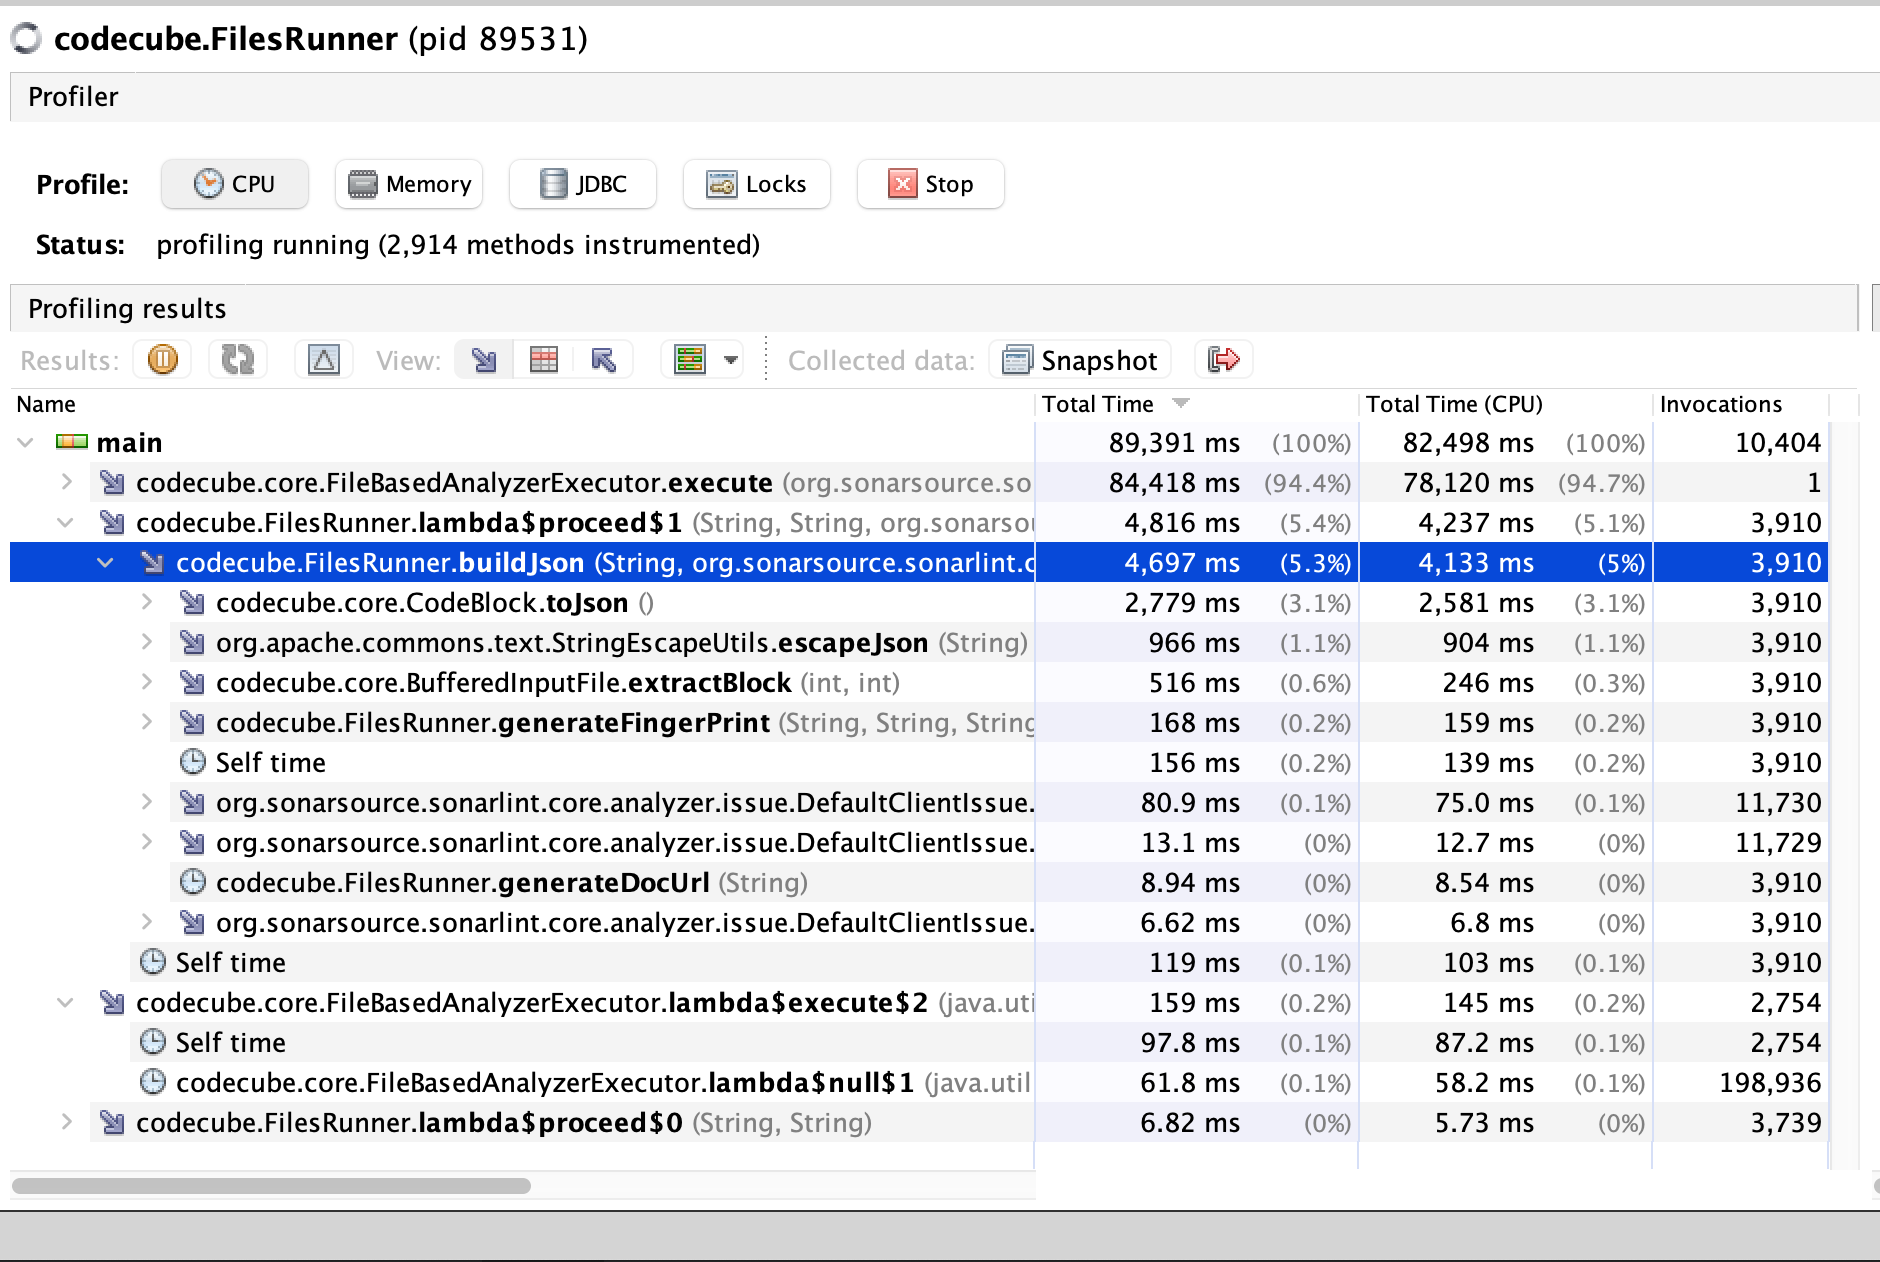 codecube.FilesRunner (pid 89531)
Profiler
Profile: CPU Memory JDBC Locks Stop
Status: profiling running (2,914 methods instrumented)
Profiling results
Results: View: Collected data: Snapshot
Name Total Time Total Time (CPU) Invocations
main 89,391 ms (100%) 82,498 ms (100%) 10,404
codecube.core.FileBasedAnalyzerExecutor.execute (org.sonarsource.so 84,418 ms (94.4%) 78,120 ms (94.7%) 1
codecube.FilesRunner.lambda$proceed$1 (String, String, org.sonarsou 4,816 ms (5.4%) 4,237 ms (5.1%) 3,910
codecube.FilesRunner.buildJson (String, org.sonarsource.sonarlint.c 4,697 ms (5.3%) 4,133 ms (5%) 3,910
codecube.core.CodeBlock.toJson () 2,779 ms (3.1%) 2,581 ms (3.1%) 3,910
org.apache.commons.text.StringEscapeUtils.escapeJson (String) 966 ms (1.1%) 904 ms (1.1%) 3,910
codecube.core.BufferedInputFile.extractBlock (int, int) 516 ms (0.6%) 246 ms (0.3%) 3,910
codecube.FilesRunner.generateFingerPrint (String, String, String 168 ms (0.2%) 159 ms (0.2%) 3,910
Self time 156 ms (0.2%) 139 ms (0.2%) 3,910
org.sonarsource.sonarlint.core.analyzer.issue.DefaultClientIssue. 80.9 ms (0.1%) 75.0 ms (0.1%) 11,730
org.sonarsource.sonarlint.core.analyzer.issue.DefaultClientIssue. 13.1 ms (0%) 12.7 ms (0%) 11,729
codecube.FilesRunner.generateDocUrl (String) 8.94 ms (0%) 8.54 ms (0%) 3,910
org.sonarsource.sonarlint.core.analyzer.issue.DefaultClientIssue. 6.62 ms (0%) 6.8 ms (0%) 3,910
Self time 119 ms (0.1%) 103 ms (0.1%) 3,910
codecube.core.FileBasedAnalyzerExecutor.lambda$execute$2 (java.uti 159 ms (0.2%) 145 ms (0.2%) 2,754
Self time 97.8 ms (0.1%) 87.2 ms (0.1%) 2,754
codecube.core.FileBasedAnalyzerExecutor.lambda$null$1 (java.util 61.8 ms (0.1%) 58.2 ms (0.1%) 198,936
codecube.FilesRunner.lambda$proceed$0 (String, String) 6.82 ms (0%) 5.73 ms (0%) 3,739